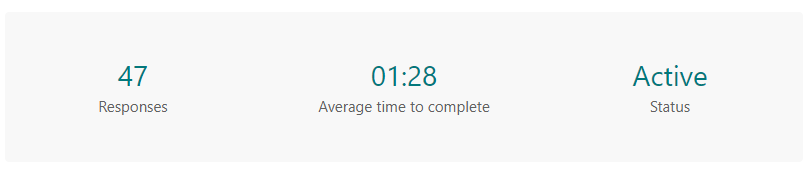 47
Responses
01:28
Average time to complete
Active
Status